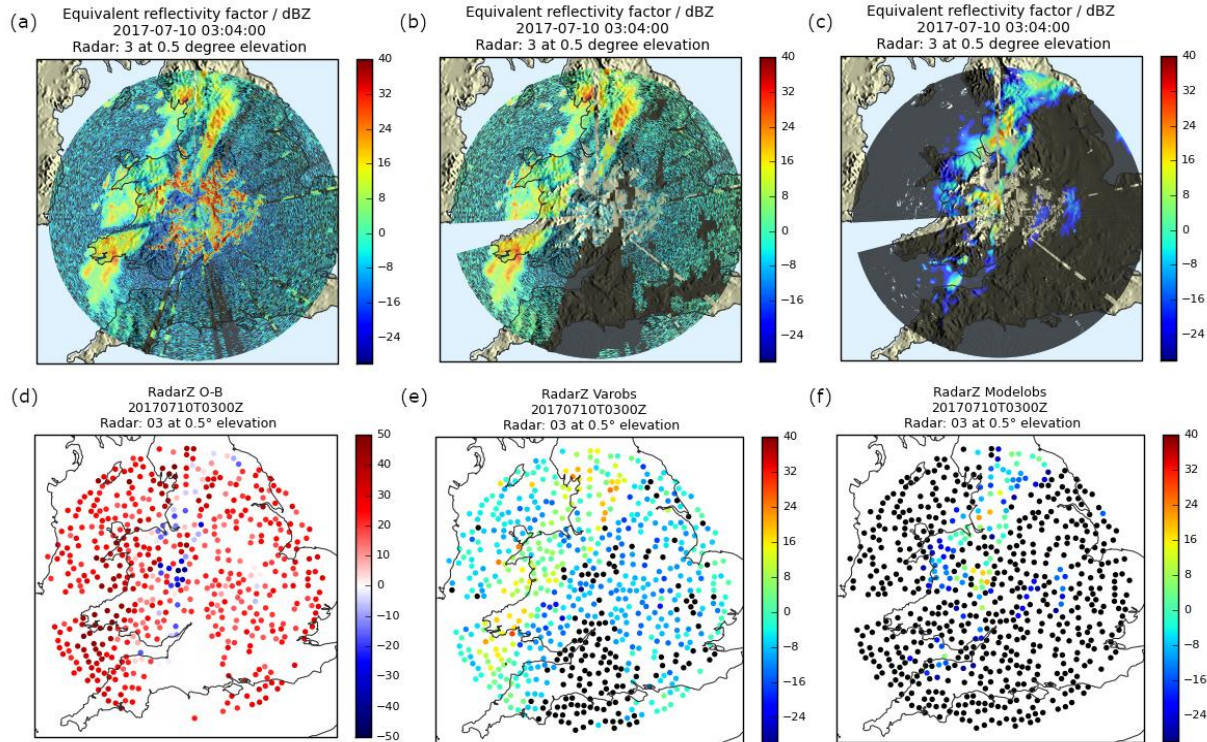 (a)
Equivalent reflectivity factor / dBZ
2017-07-10 03:04:00
Radar: 3 at 0.5 degree elevation
40
32
24
16
8
0
−8
−16
−24
(b)
Equivalent reflectivity factor / dBZ
2017-07-10 03:04:00
Radar: 3 at 0.5 degree elevation
40
32
24
16
8
0
−8
−16
−24
(c)
Equivalent reflectivity factor / dBZ
2017-07-10 03:04:00
Radar: 3 at 0.5 degree elevation
40
32
24
16
8
0
−8
−16
−24
(d)
RadarZ O-B
20170710T0300Z
Radar: 03 at 0.5° elevation
50
40
30
20
10
0
−10
−20
−30
−40
−50
(e)
RadarZ Varobs
20170710T0300Z
Radar: 03 at 0.5° elevation
40
32
24
16
8
0
−8
−16
−24
(f)
RadarZ Modelobs
20170710T0300Z
Radar: 03 at 0.5° elevation
40
32
24
16
8
0
−8
−16
−24